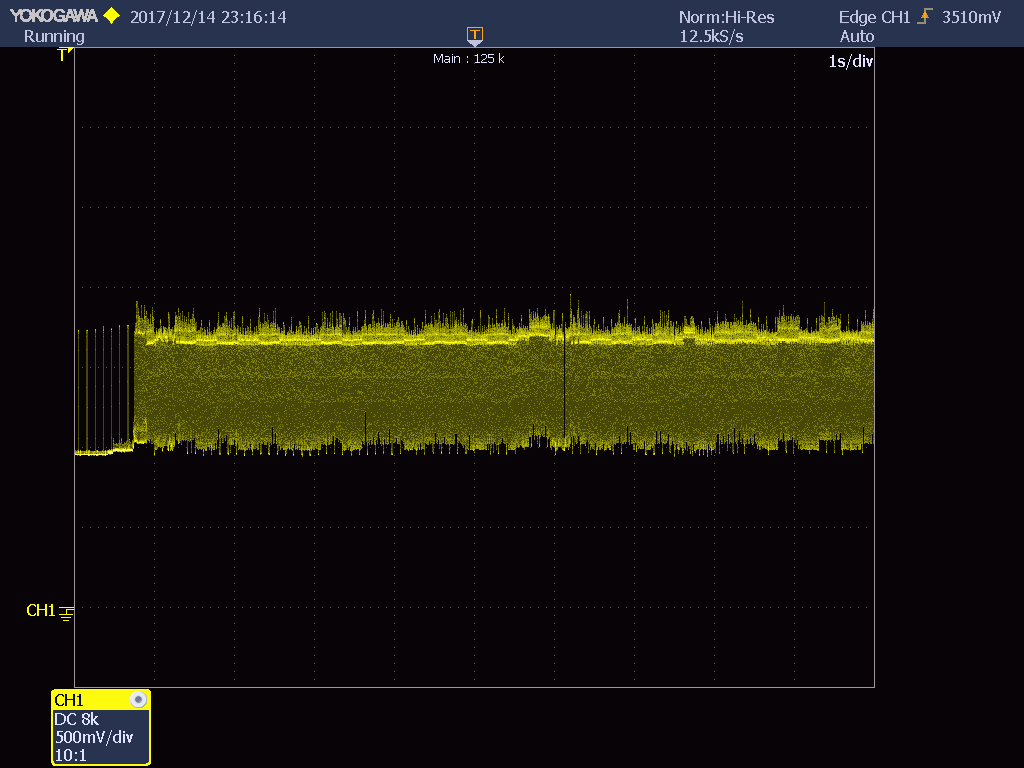 YOKOGAWA 2017/12/14 23:16:14 Norm:Hi-Res Edge CH1 3510mV
Running 12.5kS/s Auto
T
T Main : 125 k 1s/div
CH1
CH1
DC 8k
500mV/div
10:1